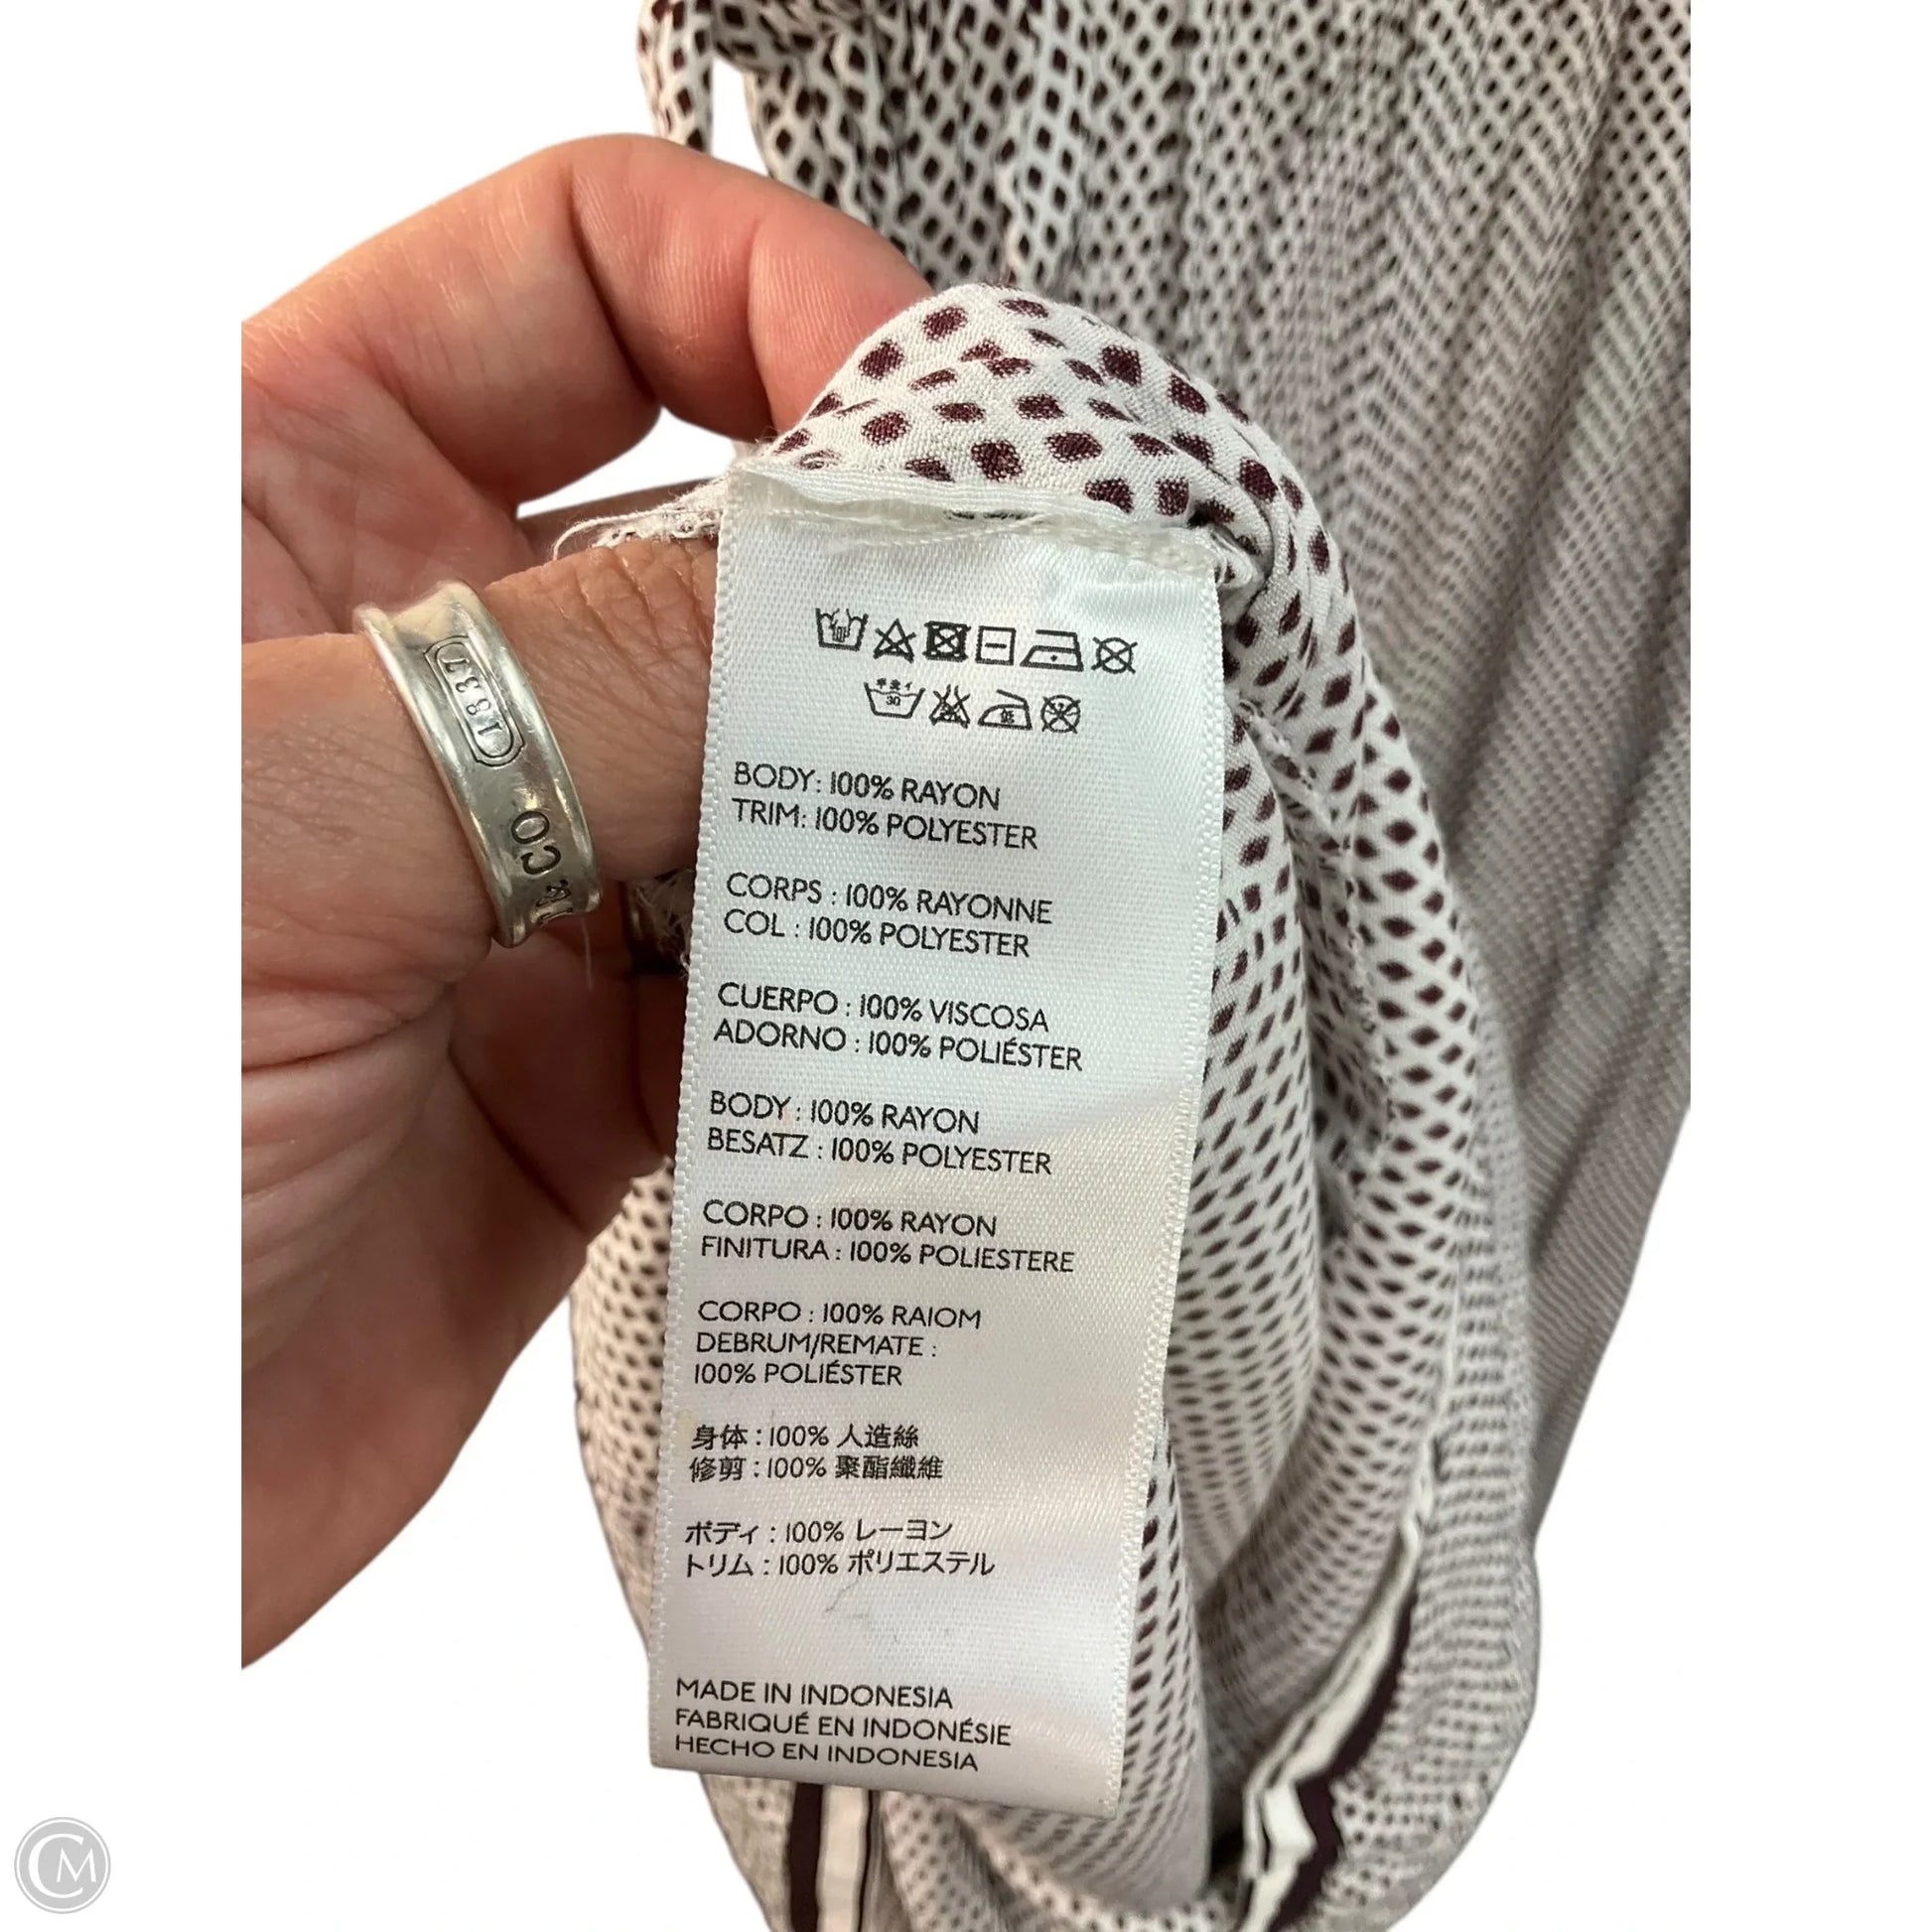 1837
& CO
30
BODY: 100% RAYON
TRIM: 100% POLYESTER
CORPS : 100% RAYONNE
COL : 100% POLYESTER
CUERPO : 100% VISCOSA
ADORNO : 100% POLIÉSTER
BODY : 100% RAYON
BESATZ : 100% POLYESTER
CORPO : 100% RAYON
FINITURA : 100% POLIESTERE
CORPO : 100% RAIOM
DEBRUM/REMATE :
100% POLIÉSTER
身体 : 100% 人造絲
修剪 : 100% 聚酯纖維
ボディ : 100% レーヨン
トリム : 100% ポリエステル
MADE IN INDONESIA
FABRIQUÉ EN INDONÉSIE
HECHO EN INDONESIA
CM